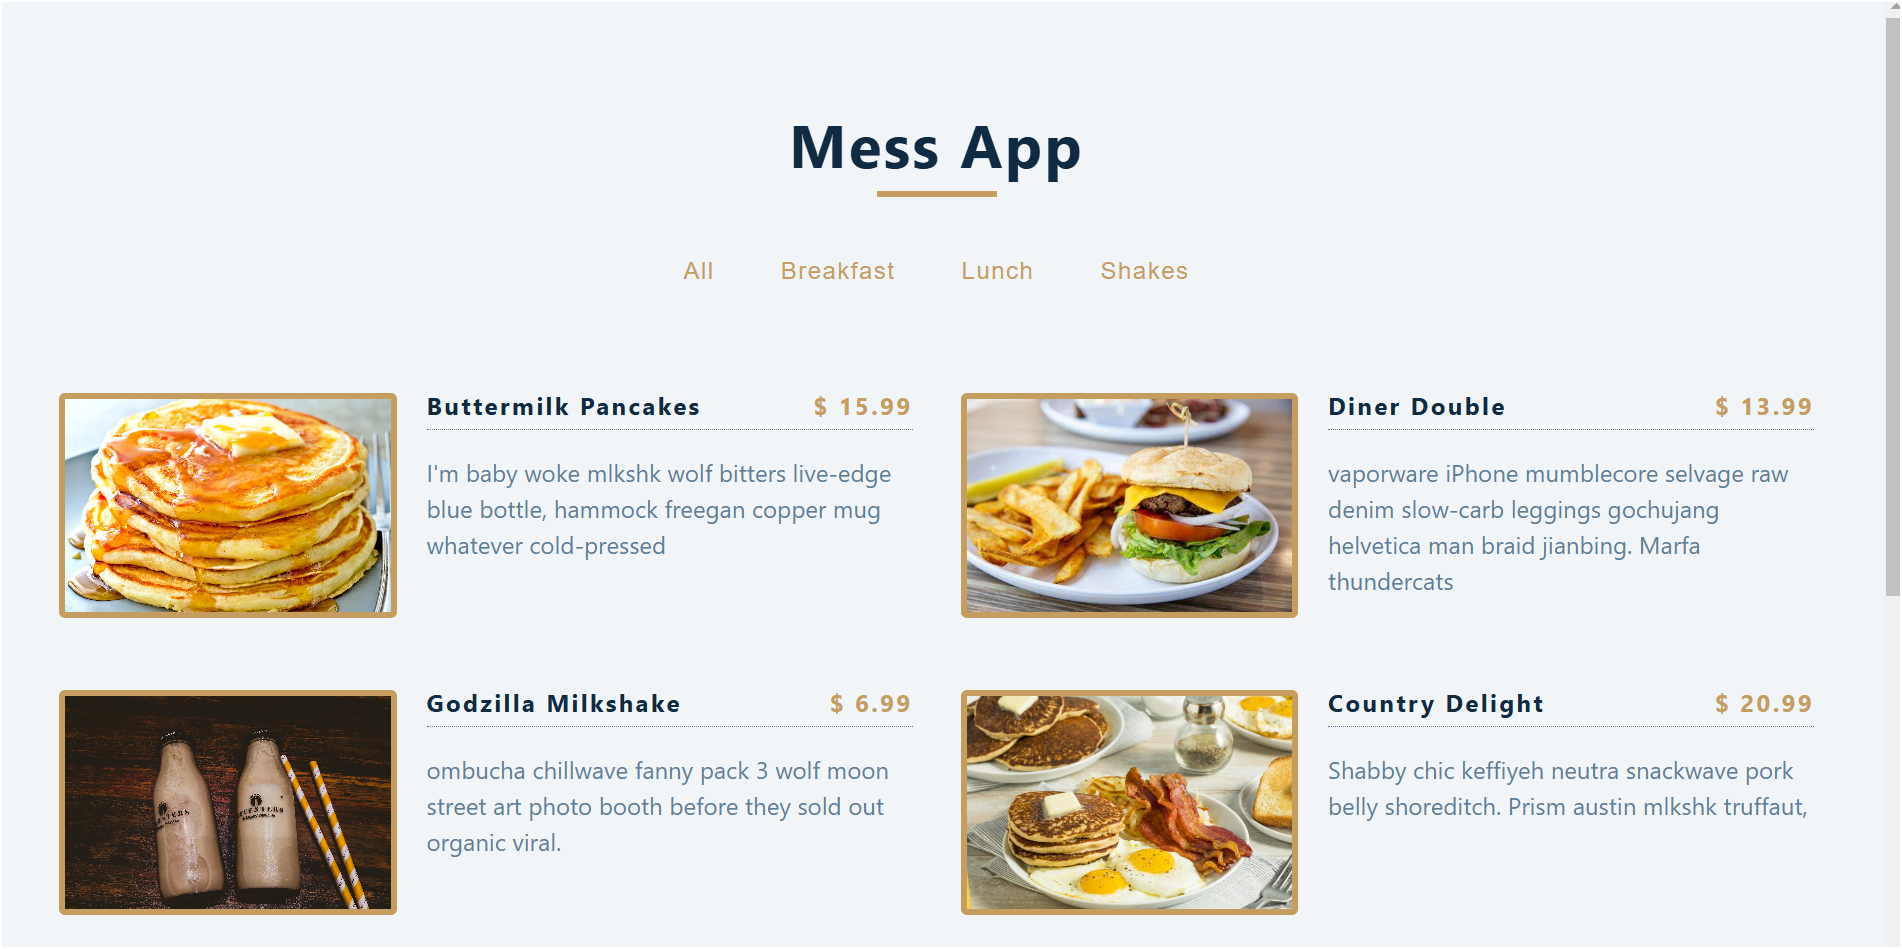 Mess App
All Breakfast Lunch Shakes
Buttermilk Pancakes $ 15.99
I'm baby woke mlkshk wolf bitters live-edge
blue bottle, hammock freegan copper mug
whatever cold-pressed
Diner Double $ 13.99
vaporware iPhone mumblecore selvage raw
denim slow-carb leggings gochujang
helvetica man braid jianbing. Marfa
thundercats
Godzilla Milkshake $ 6.99
ombucha chillwave fanny pack 3 wolf moon
street art photo booth before they sold out
organic viral.
Country Delight $ 20.99
Shabby chic keffiyeh neutra snackwave pork
belly shoreditch. Prism austin mlkshk truffaut,